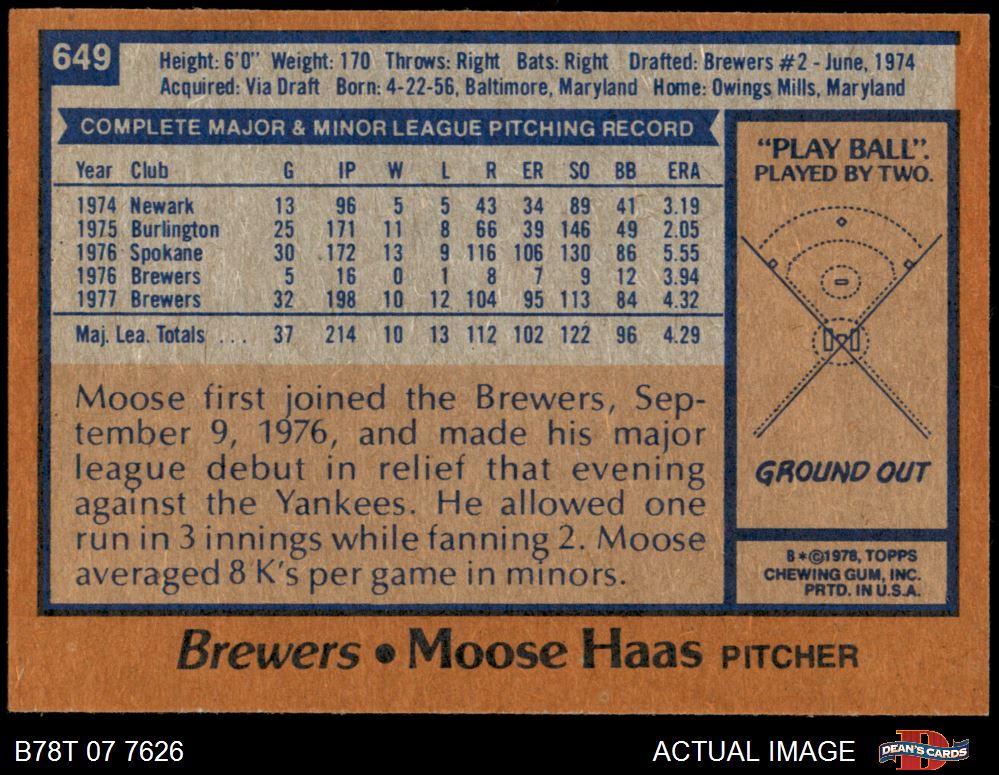 649
Height: 6'0" Weight: 170 Throws: Right Bats: Right Drafted: Brewers #2 - June, 1974
Acquired: Via Draft Born: 4-22-56, Baltimore, Maryland Home: Owings Mills, Maryland
COMPLETE MAJOR & MINOR LEAGUE PITCHING RECORD
Year Club G IP W L R ER SO BB ERA
1974 Newark 13 96 5 5 43 34 89 41 3.19
1975 Burlington 25 171 11 8 66 39 146 49 2.05
1976 Spokane 30 172 13 9 116 106 130 86 5.55
1976 Brewers 5 16 0 1 8 7 9 12 3.94
1977 Brewers 32 198 10 12 104 95 113 84 4.32
Maj. Lea. Totals ... 37 214 10 13 112 102 122 96 4.29
Moose first joined the Brewers, Sep-
tember 9, 1976, and made his major
league debut in relief that evening
against the Yankees. He allowed one
run in 3 innings while fanning 2. Moose
averaged 8 K's per game in minors.
"PLAY BALL".
PLAYED BY TWO.
GROUND OUT
8*©1978, TOPPS
CHEWING GUM, INC.
PRTD. IN U.S.A.
Brewers • Moose Haas PITCHER
B78T 07 7626
ACTUAL IMAGE
D
DEAN'S CARDS